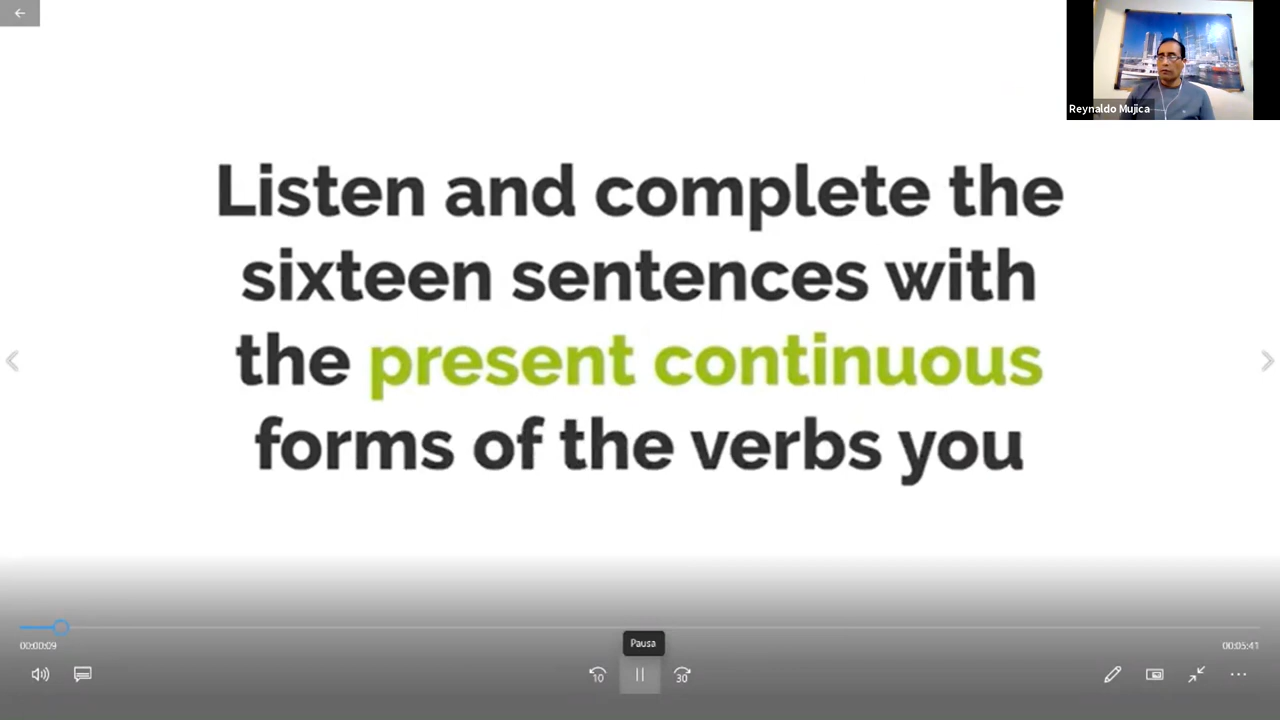 Reynaldo Mujica
Listen and complete the
sixteen sentences with
the present continuous
forms of the verbs you
Pausa
00:00:09
00:05:41
10
30